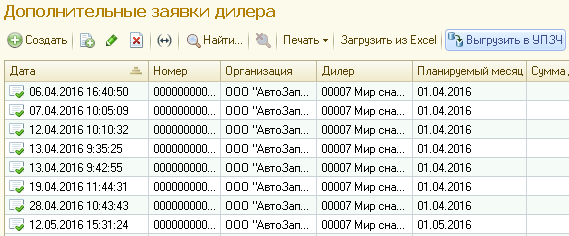 Дополнительные заявки дилера
Создать Найти... Печать Загрузить из Excel Выгрузить в УПЗЧ
Дата Номер Организация Дилер Планируемый месяц Сумма
06.04.2016 16:40:50 000000000... ООО "АвтоЗап... 00007 Мир сна... 01.04.2016
07.04.2016 10:05:09 000000000... ООО "АвтоЗап... 00007 Мир сна... 01.04.2016
12.04.2016 10:10:32 000000000... ООО "АвтоЗап... 00007 Мир сна... 01.04.2016
13.04.2016 9:35:25 000000000... ООО "АвтоЗап... 00007 Мир сна... 01.04.2016
13.04.2016 9:42:55 000000000... ООО "АвтоЗап... 00007 Мир сна... 01.04.2016
19.04.2016 11:44:31 000000000... ООО "АвтоЗап... 00007 Мир сна... 01.04.2016
28.04.2016 10:43:43 000000000... ООО "АвтоЗап... 00007 Мир сна... 01.04.2016
12.05.2016 15:31:24 000000000... ООО "АвтоЗап... 00007 Мир сна... 01.05.2016